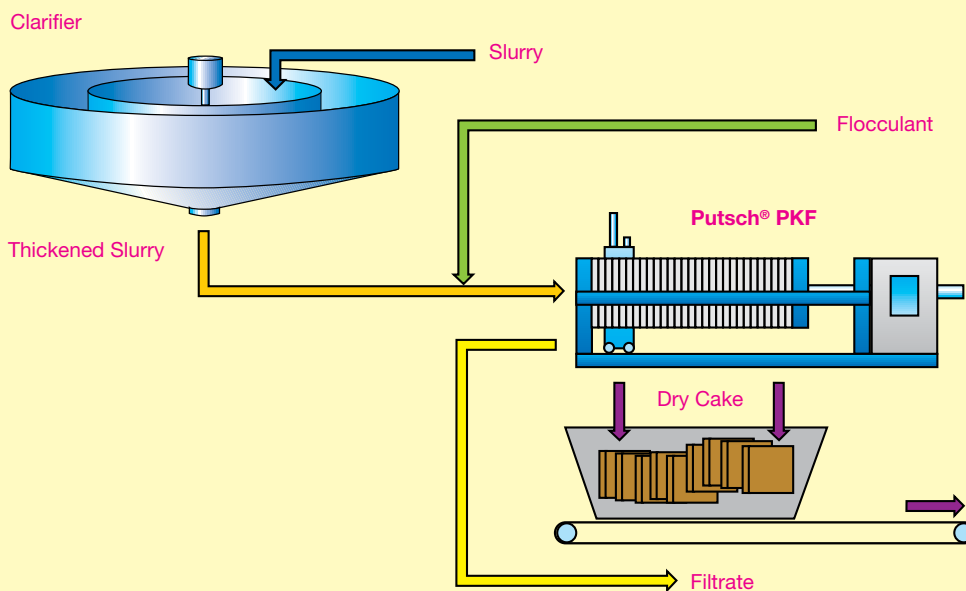 Clarifier
Slurry
Flocculant
Putsch® PKF
Thickened Slurry
Dry Cake
Filtrate